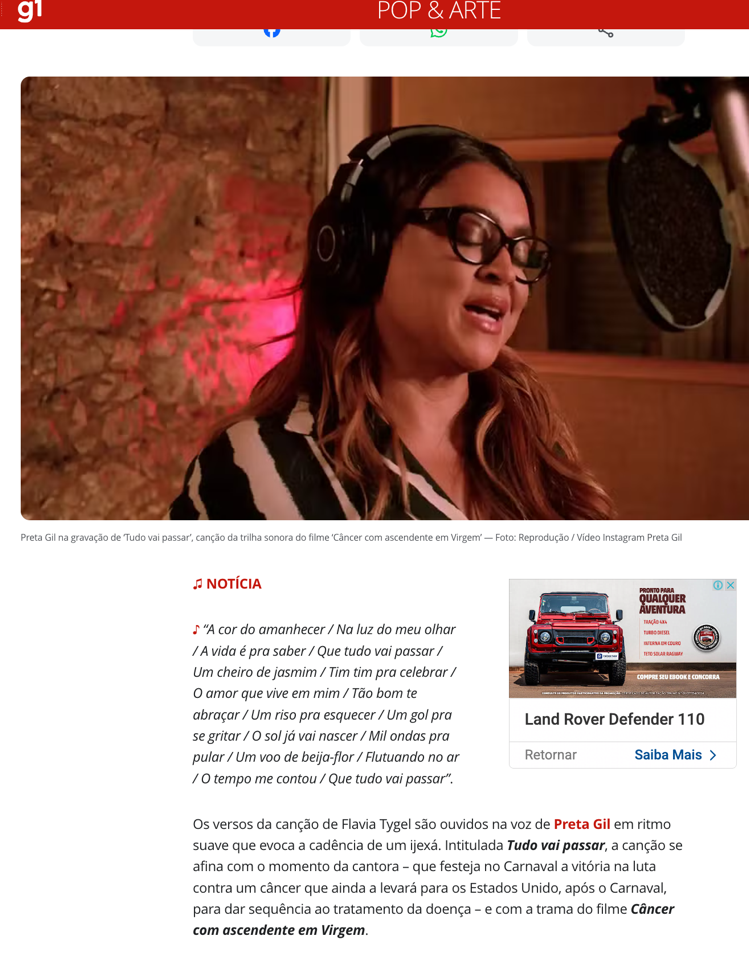 g1
POP & ARTE
Preta Gil na gravação de ‘Tudo vai passar’, canção da trilha sonora do filme ‘Câncer com ascendente em Virgem’ — Foto: Reprodução / Vídeo Instagram Preta Gil
♫ NOTÍCIA
♪ “A cor do amanhecer / Na luz do meu olhar
/ A vida é pra saber / Que tudo vai passar /
Um cheiro de jasmim / Tim tim pra celebrar /
O amor que vive em mim / Tão bom te
abraçar / Um riso pra esquecer / Um gol pra
se gritar / O sol já vai nascer / Mil ondas pra
pular / Um voo de beija-flor / Flutuando no ar
/ O tempo me contou / Que tudo vai passar”.
PRONTO PARA
QUALQUER
AVENTURA
TRAÇÃO 4X4
TURBO DIESEL
INTERNA EM COURO
TETO SOLAR RAGWAY
COMPRE SEU EBOOK E CONCORRA
Land Rover Defender 110
Retornar
Saiba Mais
Os versos da canção de Flavia Tygel são ouvidos na voz de Preta Gil em ritmo
suave que evoca a cadência de um ijexá. Intitulada Tudo vai passar, a canção se
afina com o momento da cantora – que festeja no Carnaval a vitória na luta
contra um câncer que ainda a levará para os Estados Unido, após o Carnaval,
para dar sequência ao tratamento da doença – e com a trama do filme Câncer
com ascendente em Virgem.